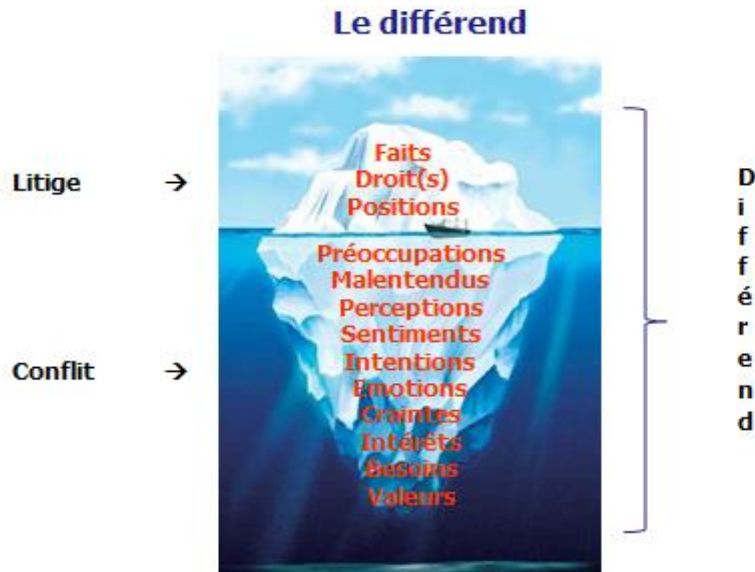 Le différend
Litige →
Faits
Droit(s)
Positions
Préoccupations
Malentendus
Perceptions
Sentiments
Conflit →
Intentions
Emotions
Craintes
Intérêts
Besoins
Valeurs
D
i
f
f
é
r
e
n
d